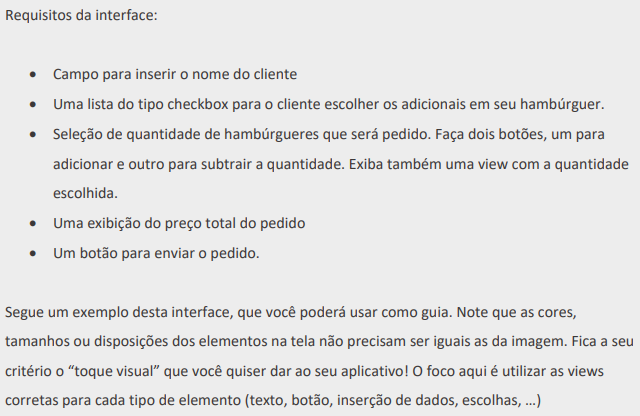 Requisitos da interface:
• Campo para inserir o nome do cliente
• Uma lista do tipo checkbox para o cliente escolher os adicionais em seu hambúrguer.
• Seleção de quantidade de hambúrgueres que será pedido. Faça dois botões, um para
adicionar e outro para subtrair a quantidade. Exiba também uma view com a quantidade
escolhida.
• Uma exibição do preço total do pedido
• Um botão para enviar o pedido.
Segue um exemplo desta interface, que você poderá usar como guia. Note que as cores,
tamanhos ou disposições dos elementos na tela não precisam ser iguais as da imagem. Fica a seu
critério o “toque visual” que você quiser dar ao seu aplicativo! O foco aqui é utilizar as views
corretas para cada tipo de elemento (texto, botão, inserção de dados, escolhas, …)